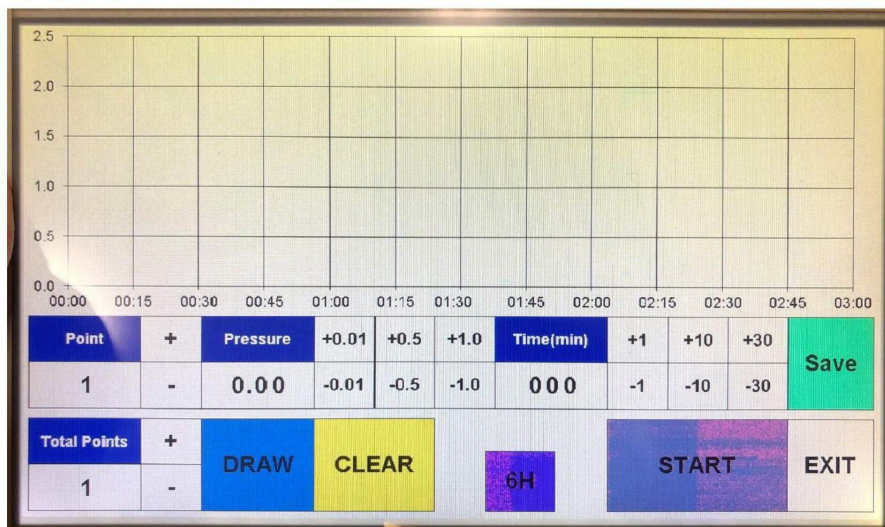 2.5
2.0
1.5
1.0
0.5
0.0
00:00 00:15 00:30 00:45 01:00 01:15 01:30 01:45 02:00 02:15 02:30 02:45 03:00
Point + Pressure +0.01 +0.5 +1.0 Time(min) +1 +10 +30 Save
1 - 0.00 -0.01 -0.5 -1.0 000 -1 -10 -30
Total Points + DRAW CLEAR 6H START EXIT
1 -